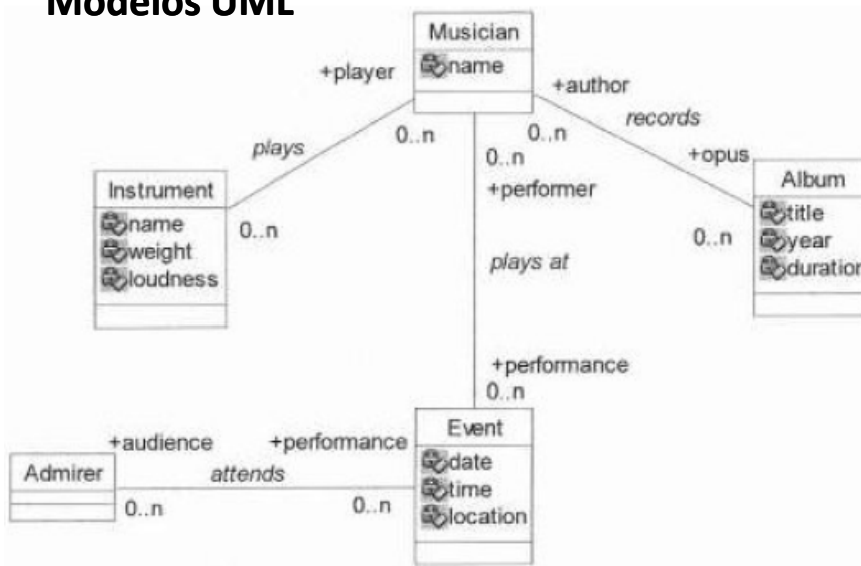 Modelos UML
Musician
name
+player
+author
0..n
0..n
0..n
records
plays
+opus
+performer
Instrument
name
weight
loudness
0..n
Album
title
year
duration
0..n
plays at
+performance
0..n
Event
date
time
location
+audience
+performance
Admirer
attends
0..n
0..n